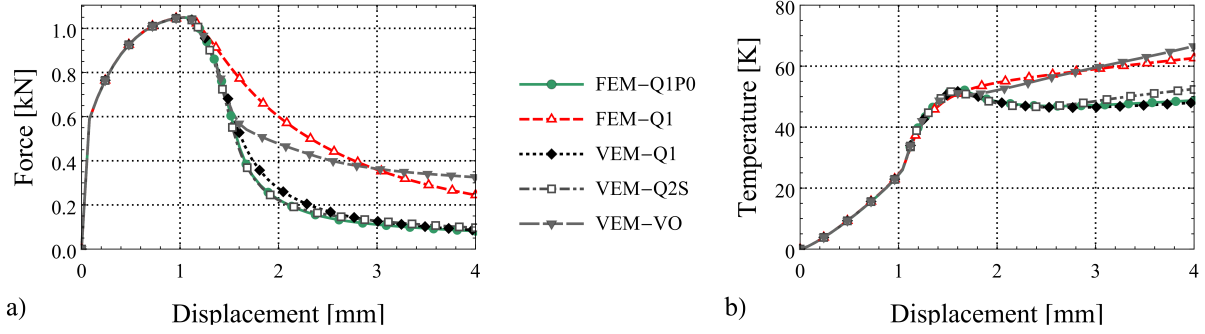 Force [kN]
1.0
0.8
0.6
0.4
0.2
0.0
0 1 2 3 4
Displacement [mm]
a)
FEM−Q1P0
FEM−Q1
VEM−Q1
VEM−Q2S
VEM−VO
Temperature [K]
80
60
40
20
0
0 1 2 3 4
Displacement [mm]
b)